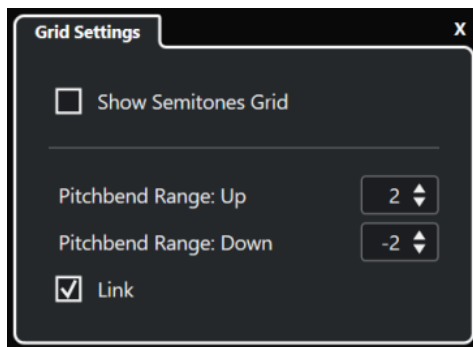 Grid Settings X
Show Semitones Grid
Pitchbend Range: Up 2
Pitchbend Range: Down -2
Link